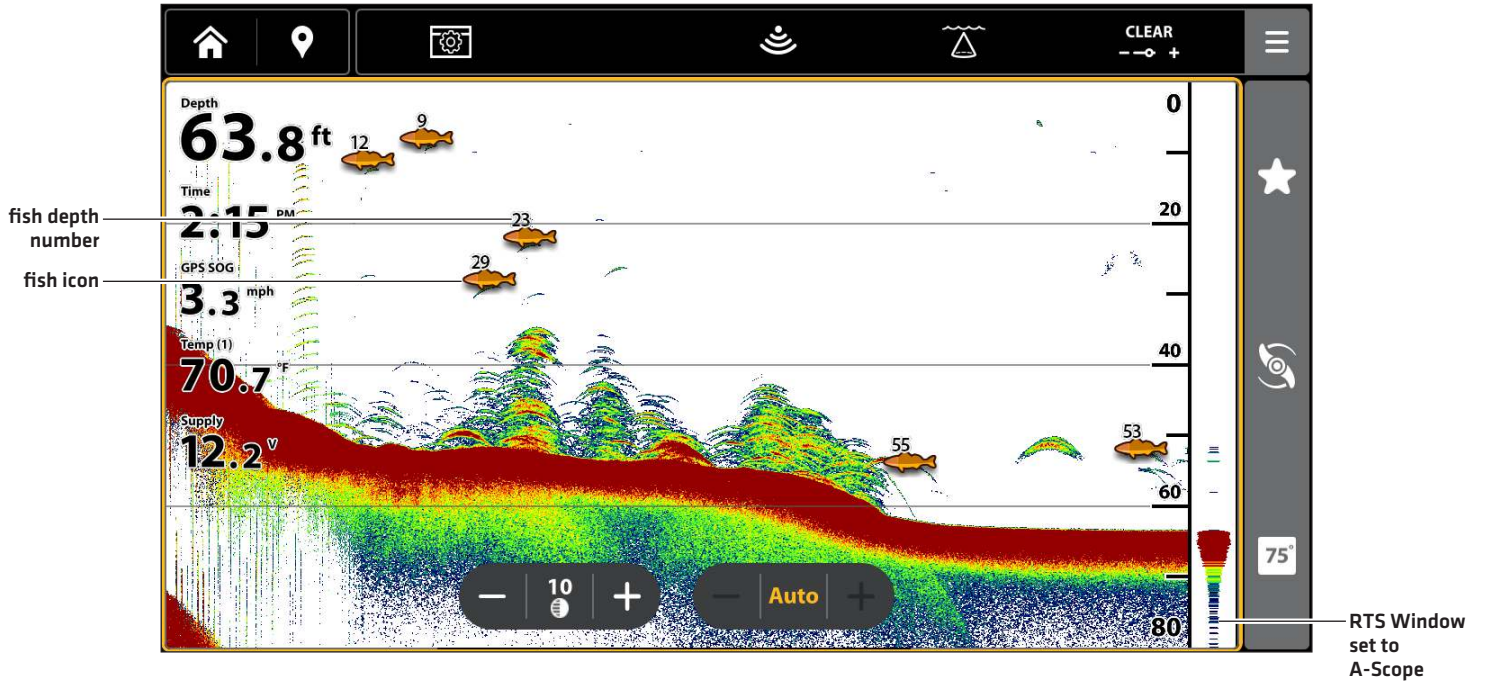 CLEAR
Depth
63.8 ft
Time
2:15 PM
GPS SOG
3.3 mph
Temp (1)
70.7 °F
Supply
12.2 V
12
9
23
29
55
53
0
20
40
60
80
10
Auto
75°
fish depth
number
fish icon
RTS Window
set to
A-Scope